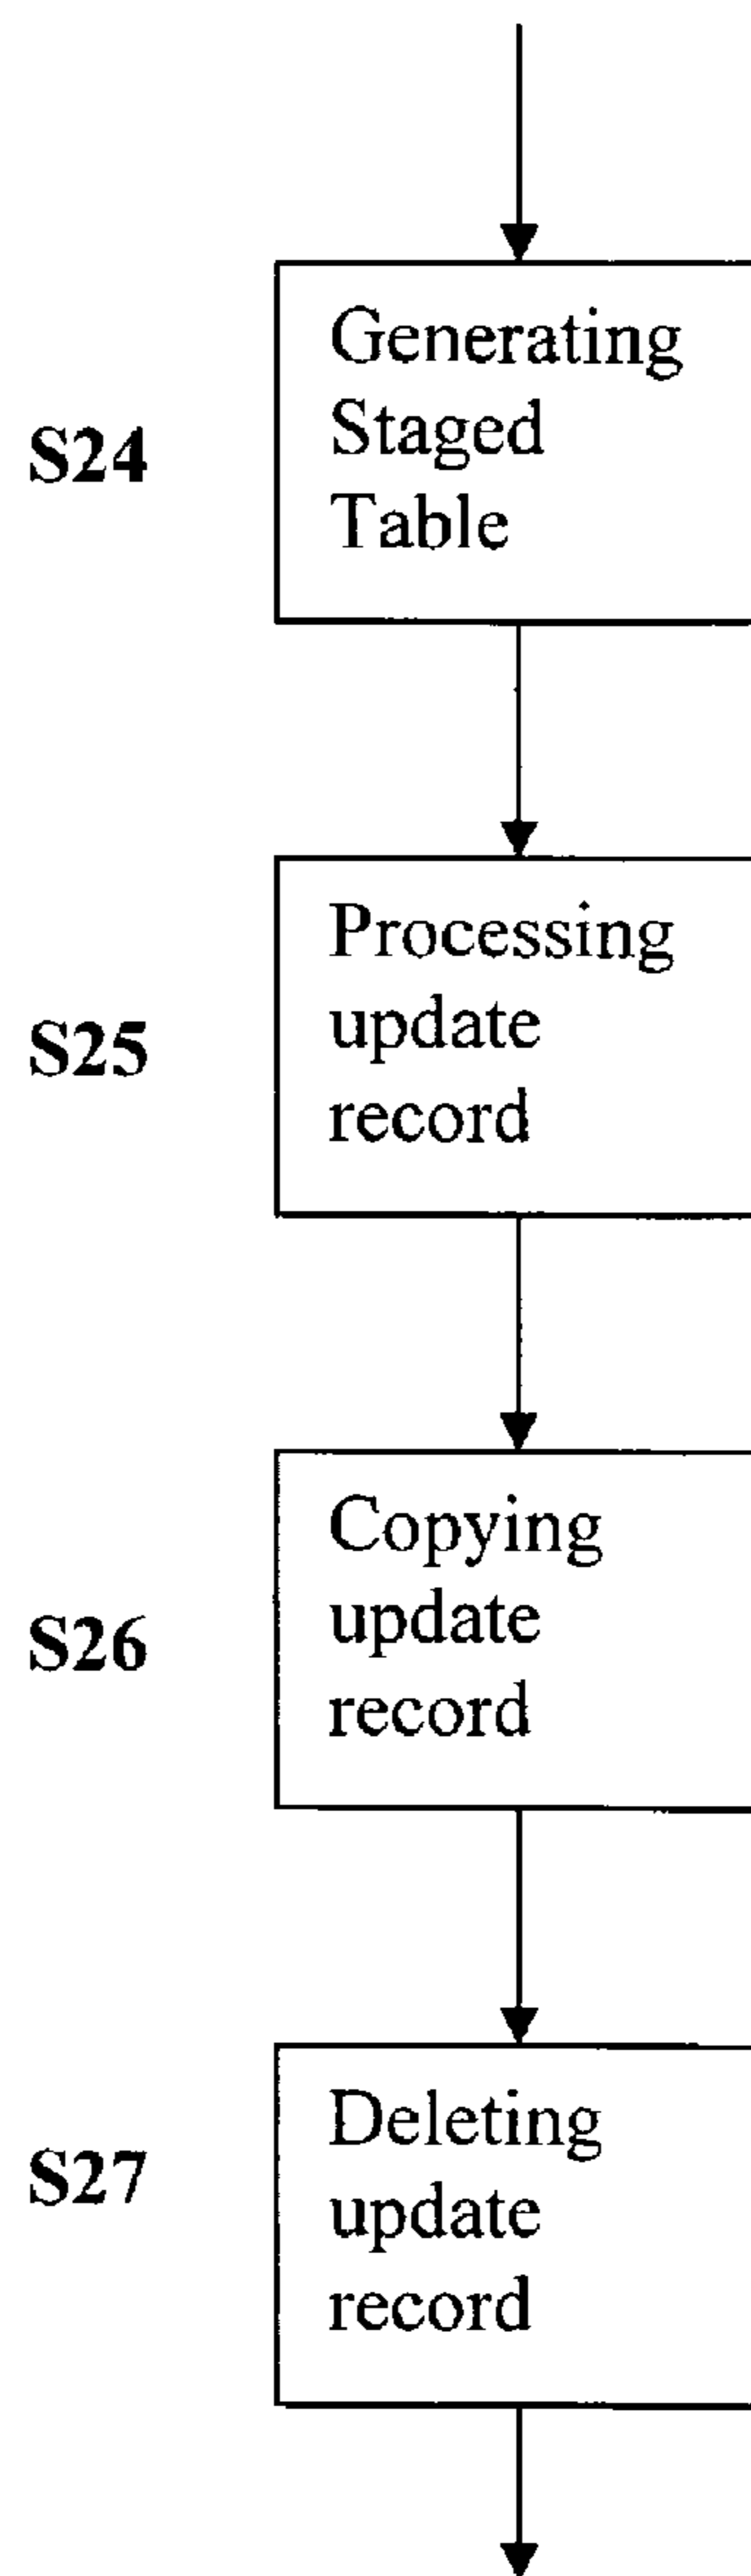 S24
Generating
Staged
Table
S25
Processing
update
record
S26
Copying
update
record
S27
Deleting
update
record